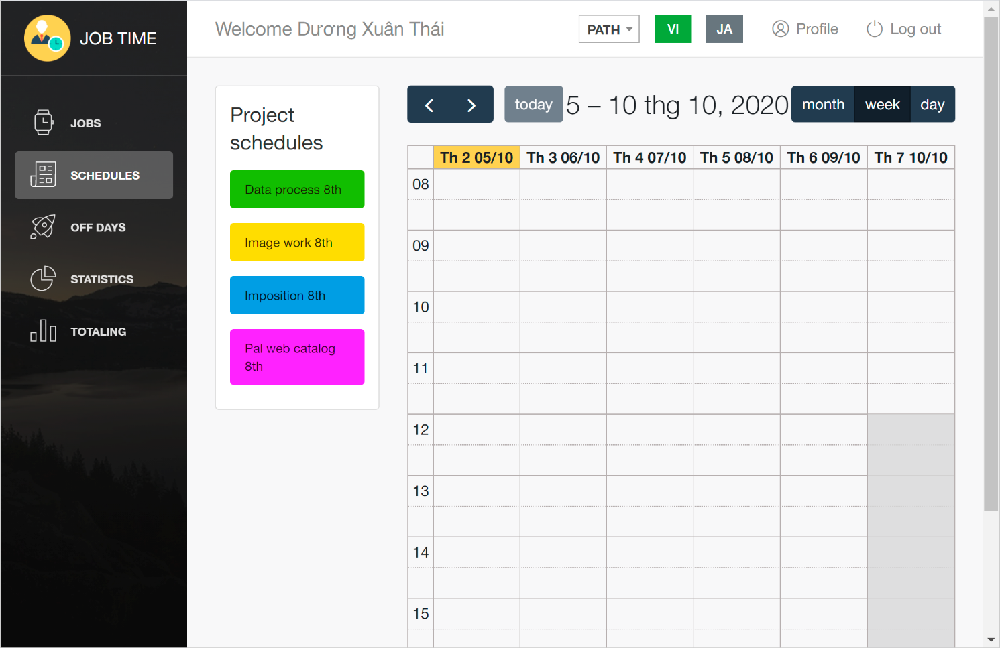 JOB TIME
Welcome Dương Xuân Thái
PATH
VI
JA
Profile
Log out
JOBS
SCHEDULES
OFF DAYS
STATISTICS
TOTALING
Project
schedules
Data process 8th
Image work 8th
Imposition 8th
Pal web catalog
8th
today
5 – 10 thg 10, 2020
month
week
day
Th 2 05/10
Th 3 06/10
Th 4 07/10
Th 5 08/10
Th 6 09/10
Th 7 10/10
08
09
10
11
12
13
14
15